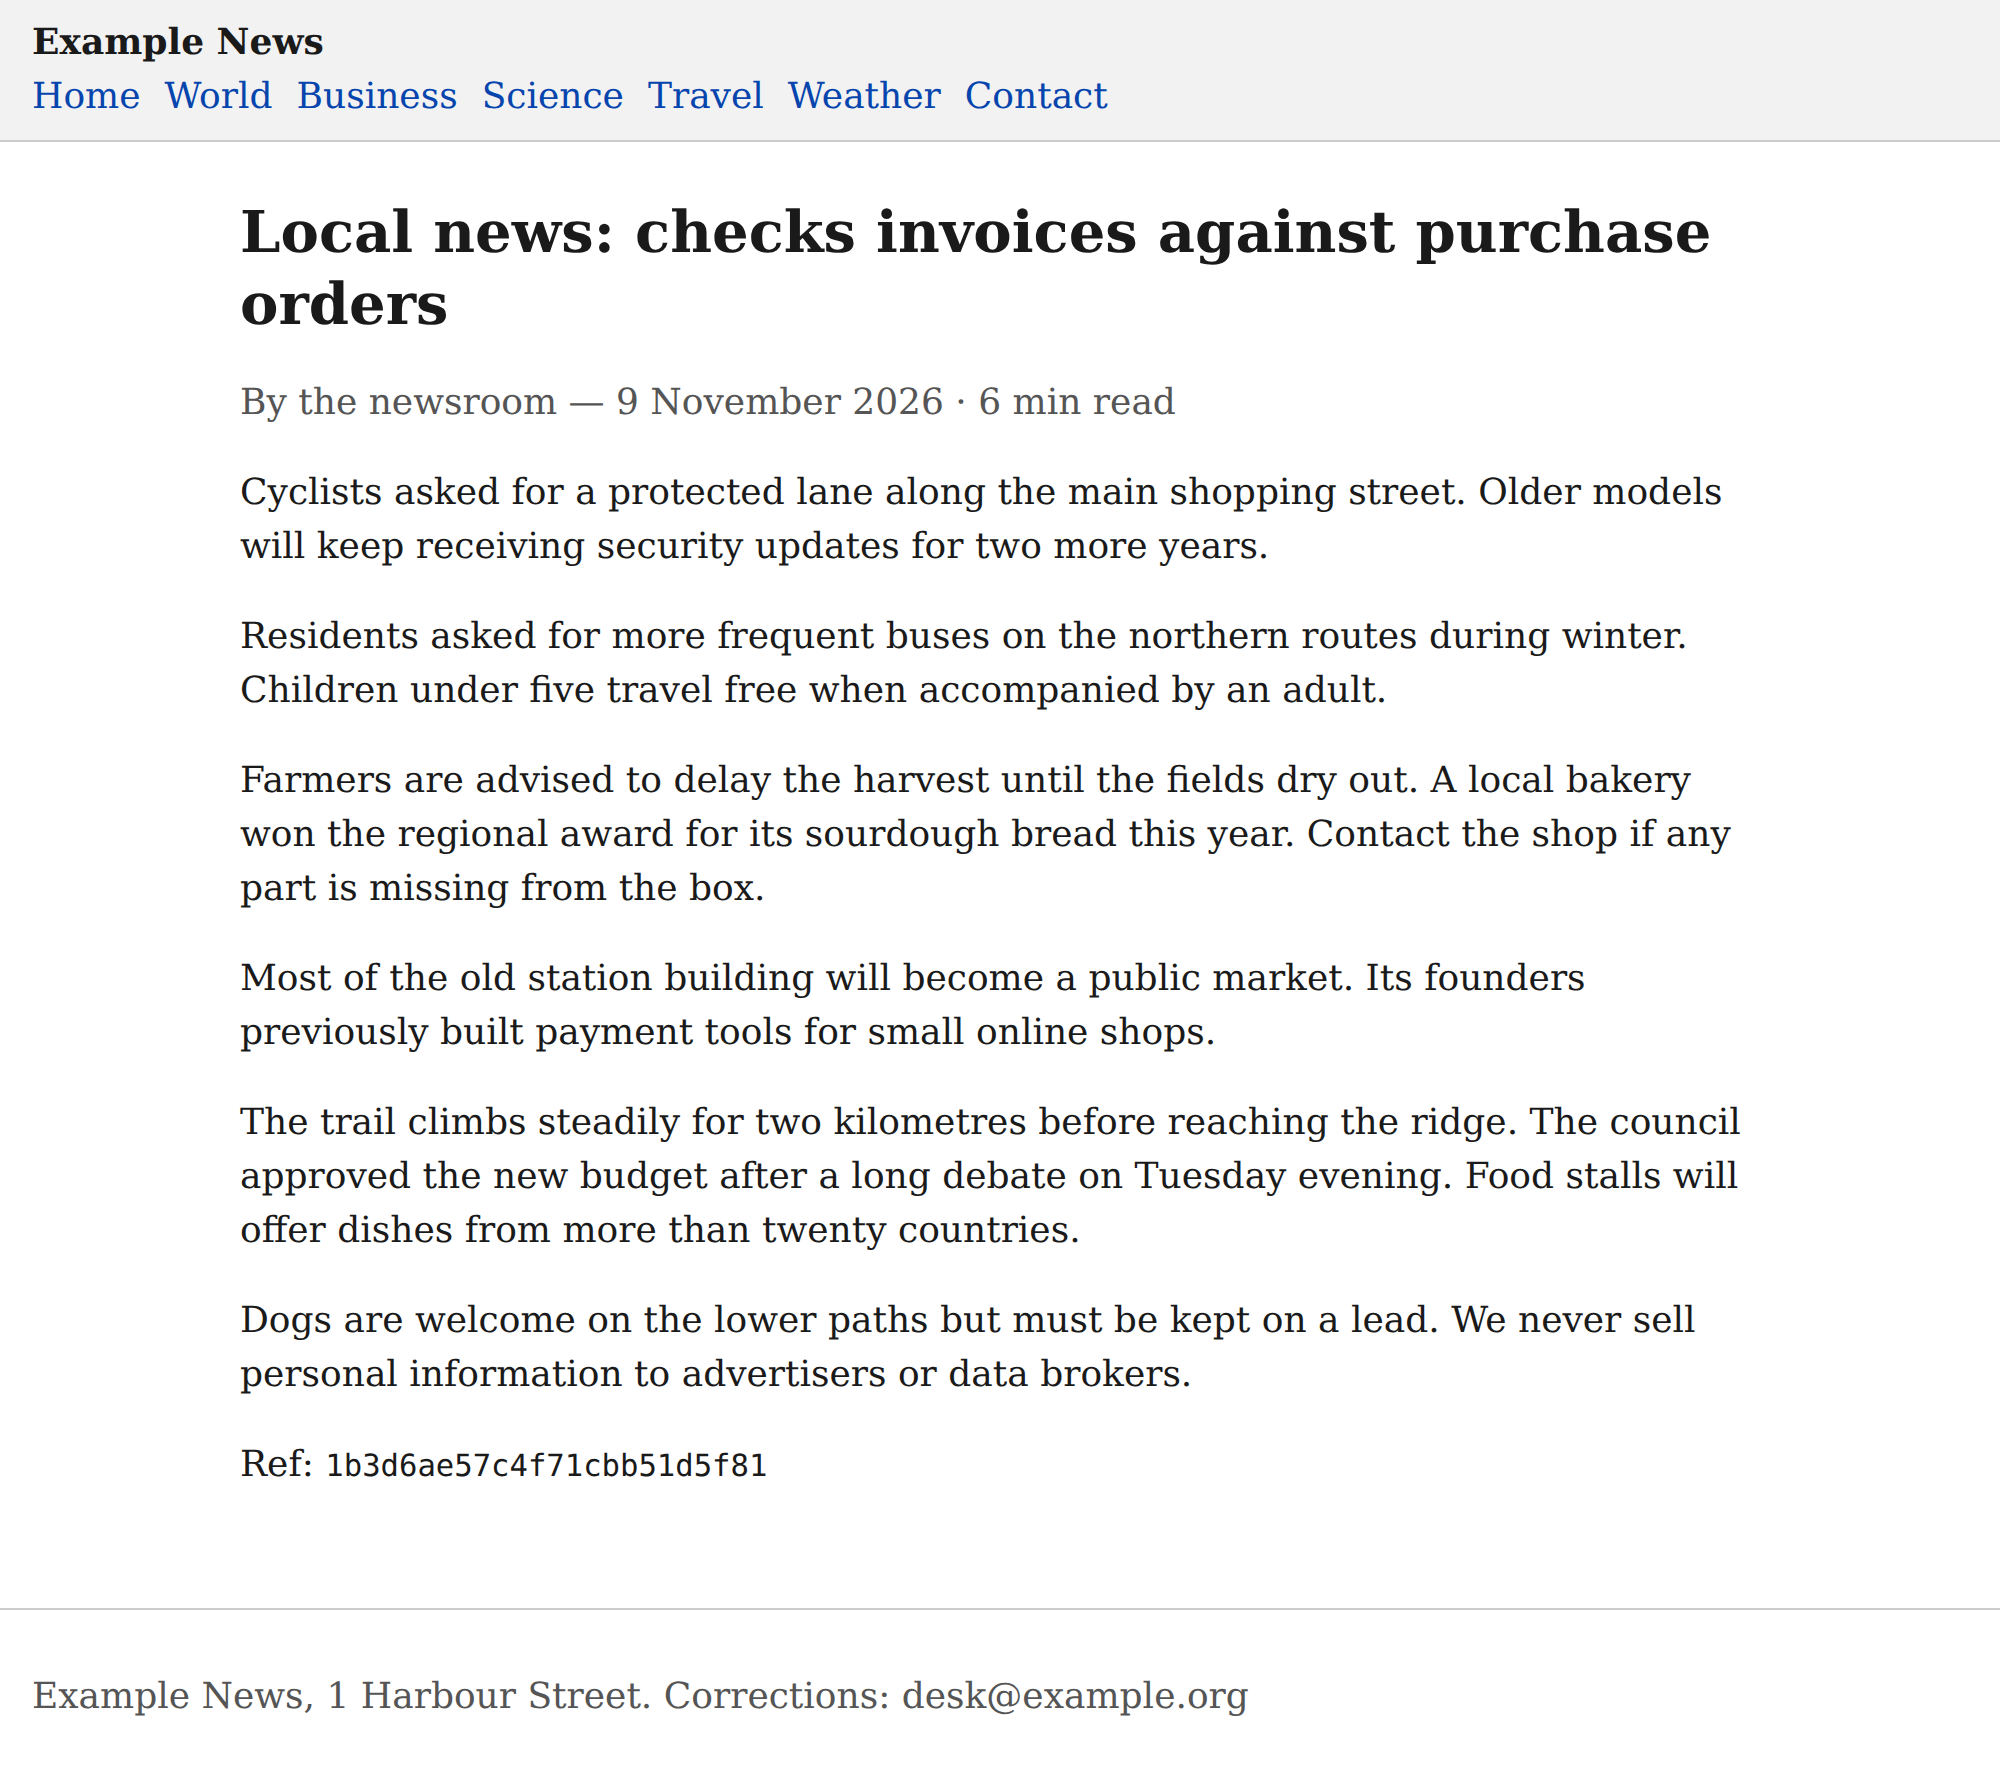 Example News
Home World Business Science Travel Weather Contact
Local news: checks invoices against purchase
orders
By the newsroom — 9 November 2026 · 6 min read
Cyclists asked for a protected lane along the main shopping street. Older models
will keep receiving security updates for two more years.
Residents asked for more frequent buses on the northern routes during winter.
Children under five travel free when accompanied by an adult.
Farmers are advised to delay the harvest until the fields dry out. A local bakery
won the regional award for its sourdough bread this year. Contact the shop if any
part is missing from the box.
Most of the old station building will become a public market. Its founders
previously built payment tools for small online shops.
The trail climbs steadily for two kilometres before reaching the ridge. The council
approved the new budget after a long debate on Tuesday evening. Food stalls will
offer dishes from more than twenty countries.
Dogs are welcome on the lower paths but must be kept on a lead. We never sell
personal information to advertisers or data brokers.
Ref: 1b3d6ae57c4f71cbb51d5f81
Example News, 1 Harbour Street. Corrections: desk@example.org